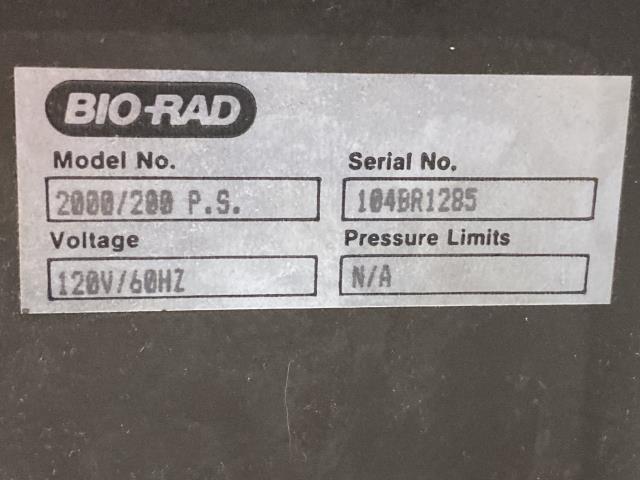 BIO-RAD
Model No. Serial No.
2000/200 P.S. 104BR1285
Voltage Pressure Limits
120V/60HZ N/A